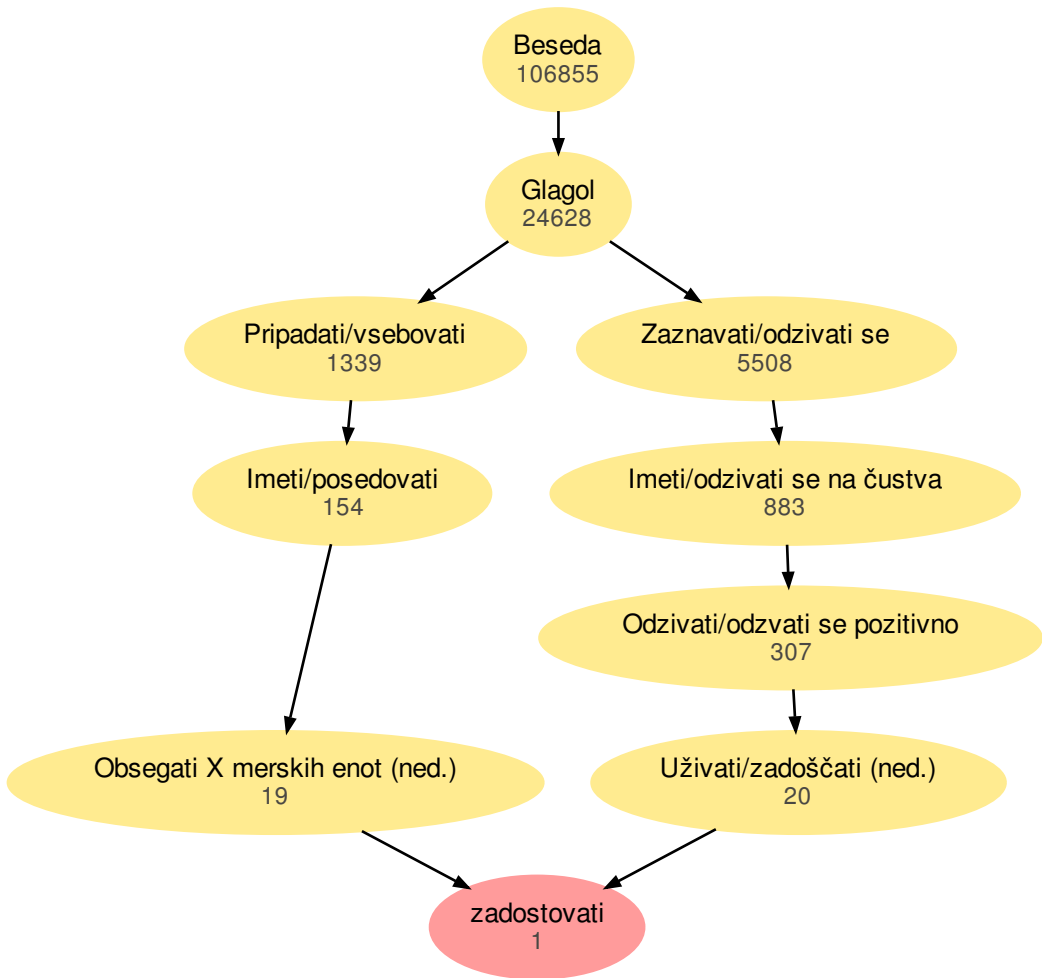 Beseda
106855
Glagol
24628
Pripadati/vsebovati
1339
Zaznavati/odzivati se
5508
Imeti/posedovati
154
Imeti/odzivati se na čustva
883
Odzivati/odzvati se pozitivno
307
Obsegati X merskih enot (ned.)
19
Uživati/zadoščati (ned.)
20
zadostovati
1